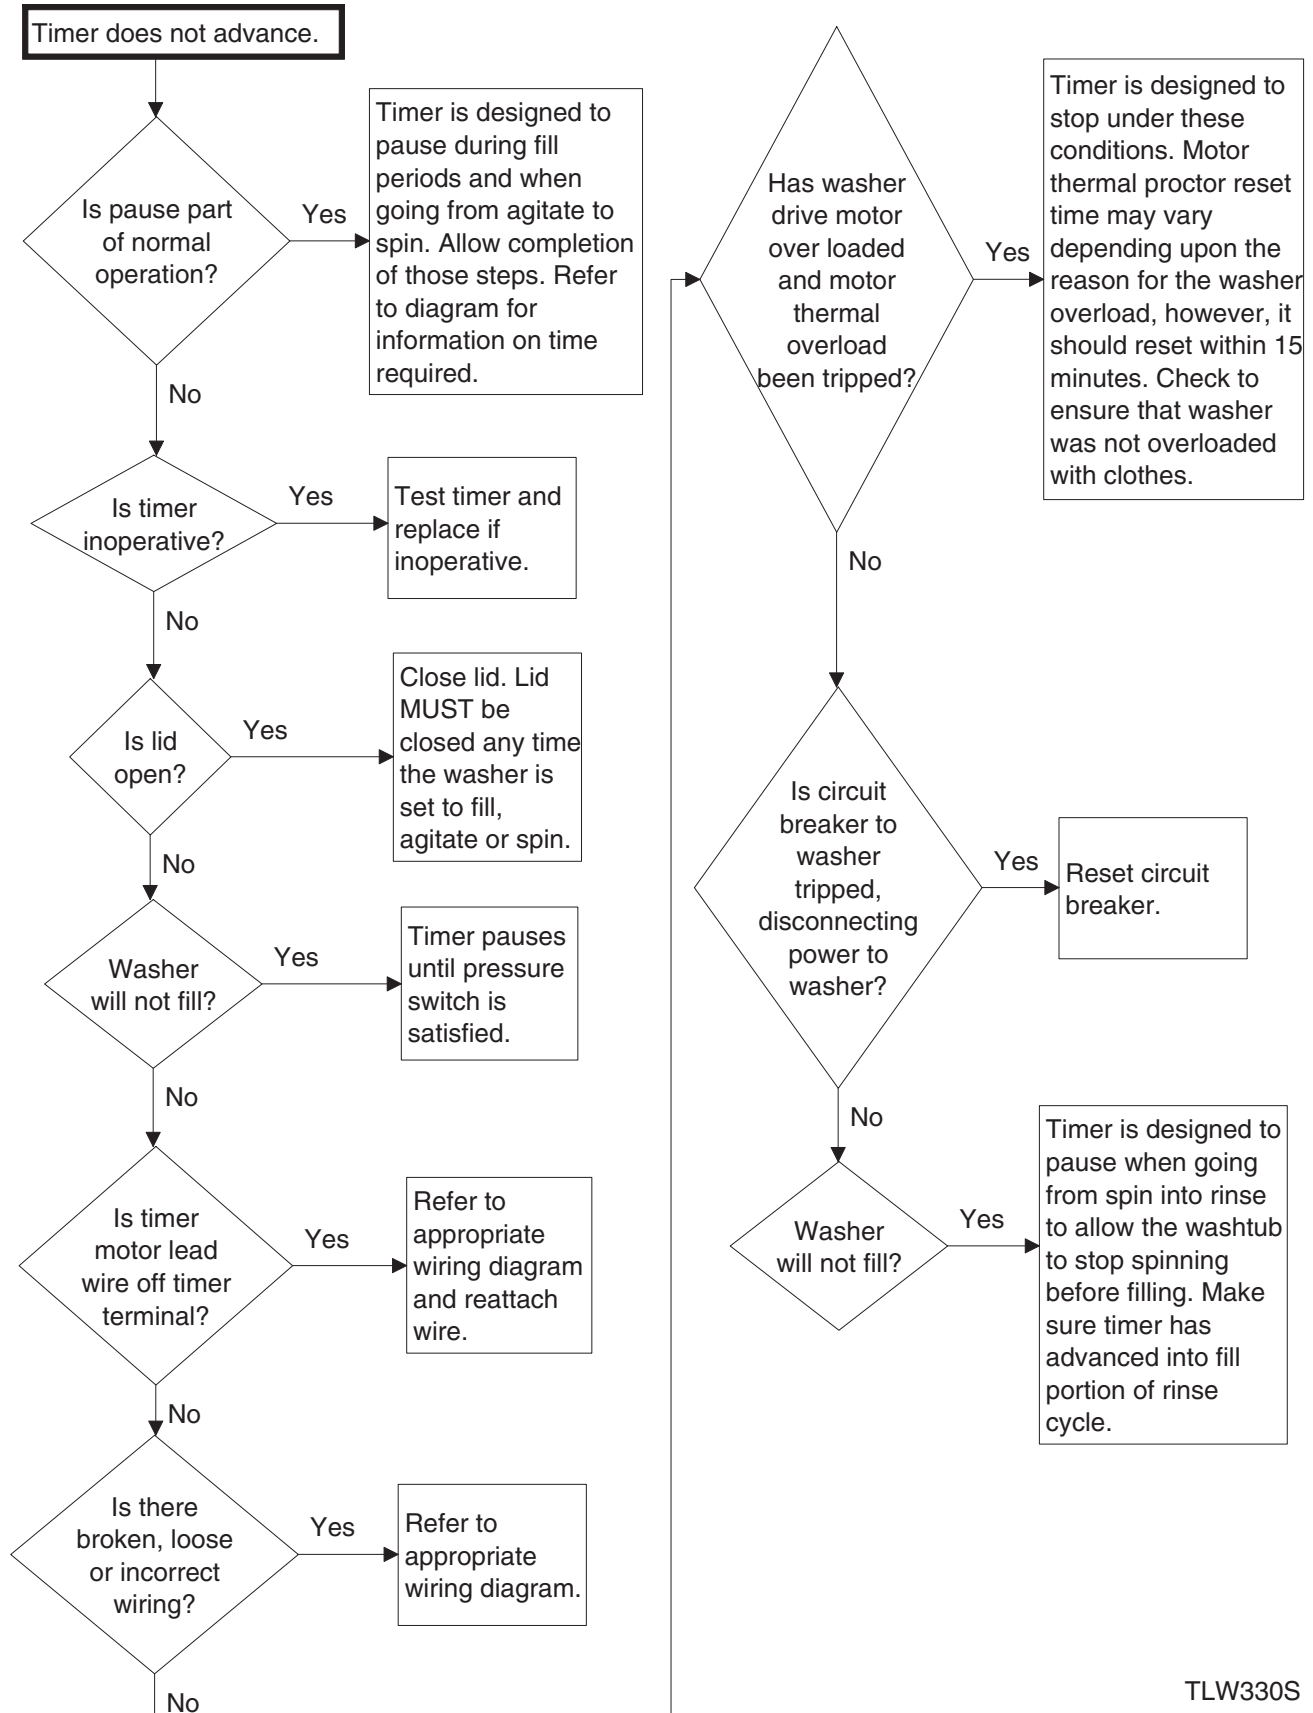 Timer does not advance.
Is pause part
of normal
operation?
Yes
Timer is designed to
pause during fill
periods and when
going from agitate to
spin. Allow completion
of those steps. Refer
to diagram for
information on time
required.
No
Is timer
inoperative?
Yes
Test timer and
replace if
inoperative.
No
Is lid
open?
Yes
Close lid. Lid
MUST be
closed any time
the washer is
set to fill,
agitate or spin.
No
Washer
will not fill?
Yes
Timer pauses
until pressure
switch is
satisfied.
No
Is timer
motor lead
wire off timer
terminal?
Yes
Refer to
appropriate
wiring diagram
and reattach
wire.
No
Is there
broken, loose
or incorrect
wiring?
Yes
Refer to
appropriate
wiring diagram.
No
Has washer
drive motor
over loaded
and motor
thermal
overload
been tripped?
Yes
Timer is designed to
stop under these
conditions. Motor
thermal proctor reset
time may vary
depending upon the
reason for the washer
overload, however, it
should reset within 15
minutes. Check to
ensure that washer
was not overloaded
with clothes.
No
Is circuit
breaker to
washer
tripped,
disconnecting
power to
washer?
Yes
Reset circuit
breaker.
No
Washer
will not fill?
Yes
Timer is designed to
pause when going
from spin into rinse
to allow the washtub
to stop spinning
before filling. Make
sure timer has
advanced into fill
portion of rinse
cycle.
TLW330S